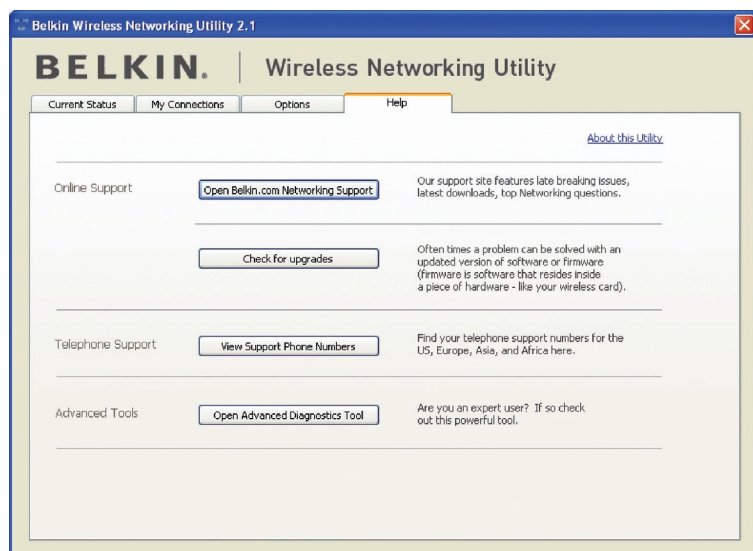 Belkin Wireless Networking Utility 2.1
BELKIN. Wireless Networking Utility
Current Status My Connections Options Help
About this Utility
Online Support
Open Belkin.com Networking Support
Our support site features late breaking issues,
latest downloads, top Networking questions.
Check for upgrades
Often times a problem can be solved with an
updated version of software or firmware
(firmware is software that resides inside
a piece of hardware - like your wireless card).
Telephone Support
View Support Phone Numbers
Find your telephone support numbers for the
US, Europe, Asia, and Africa here.
Advanced Tools
Open Advanced Diagnostics Tool
Are you an expert user? If so check
out this powerful tool.